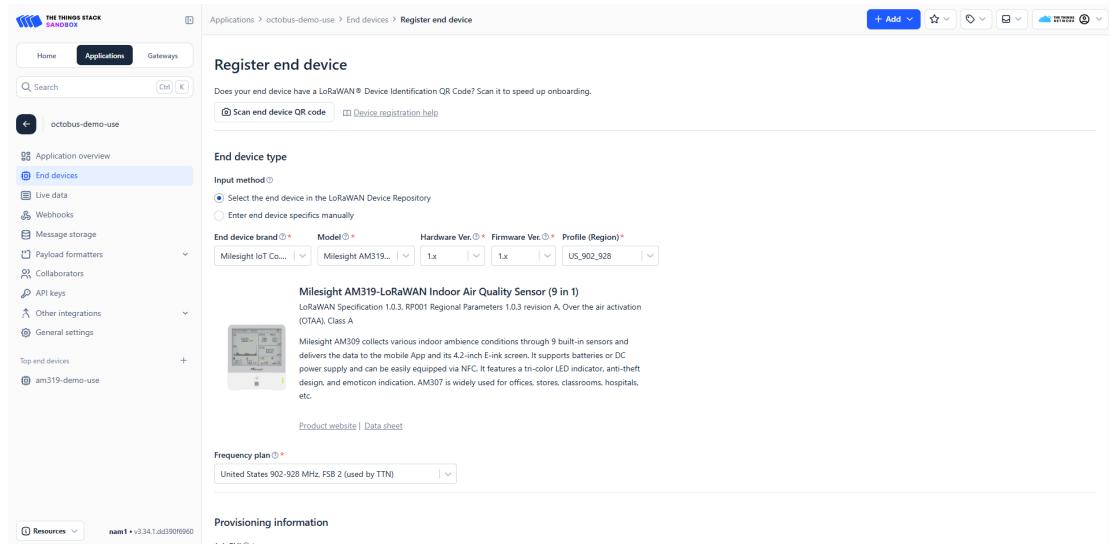 THE THINGS STACK
SANDBOX
Applications > octobus-demo-use > End devices > Register end device
+ Add
THE THINGS
NETWORK
Home Applications Gateways
Search Ctrl K
octobus-demo-use
Application overview
End devices
Live data
Webhooks
Message storage
Payload formatters
Collaborators
API keys
Other integrations
General settings
Top end devices +
am319-demo-use
Resources nam1 • v3.34.1.dd390f6960
Register end device
Does your end device have a LoRaWAN® Device Identification QR Code? Scan it to speed up onboarding.
Scan end device QR code Device registration help
End device type
Input method
Select the end device in the LoRaWAN Device Repository
Enter end device specifics manually
End device brand * Model * Hardware Ver. * Firmware Ver. * Profile (Region) *
Milesight IoT Co.... Milesight AM319... 1.x 1.x US_902_928
Milesight AM319-LoRaWAN Indoor Air Quality Sensor (9 in 1)
LoRaWAN Specification 1.0.3, RP001 Regional Parameters 1.0.3 revision A, Over the air activation
(OTAA), Class A
Milesight AM309 collects various indoor ambience conditions through 9 built-in sensors and
delivers the data to the mobile App and its 4.2-inch E-ink screen. It supports batteries or DC
power supply and can be easily equipped via NFC. It features a tri-color LED indicator, anti-theft
design, and emoticon indication. AM307 is widely used for offices, stores, classrooms, hospitals,
etc.
Product website | Data sheet
Frequency plan *
United States 902-928 MHz, FSB 2 (used by TTN)
Provisioning information